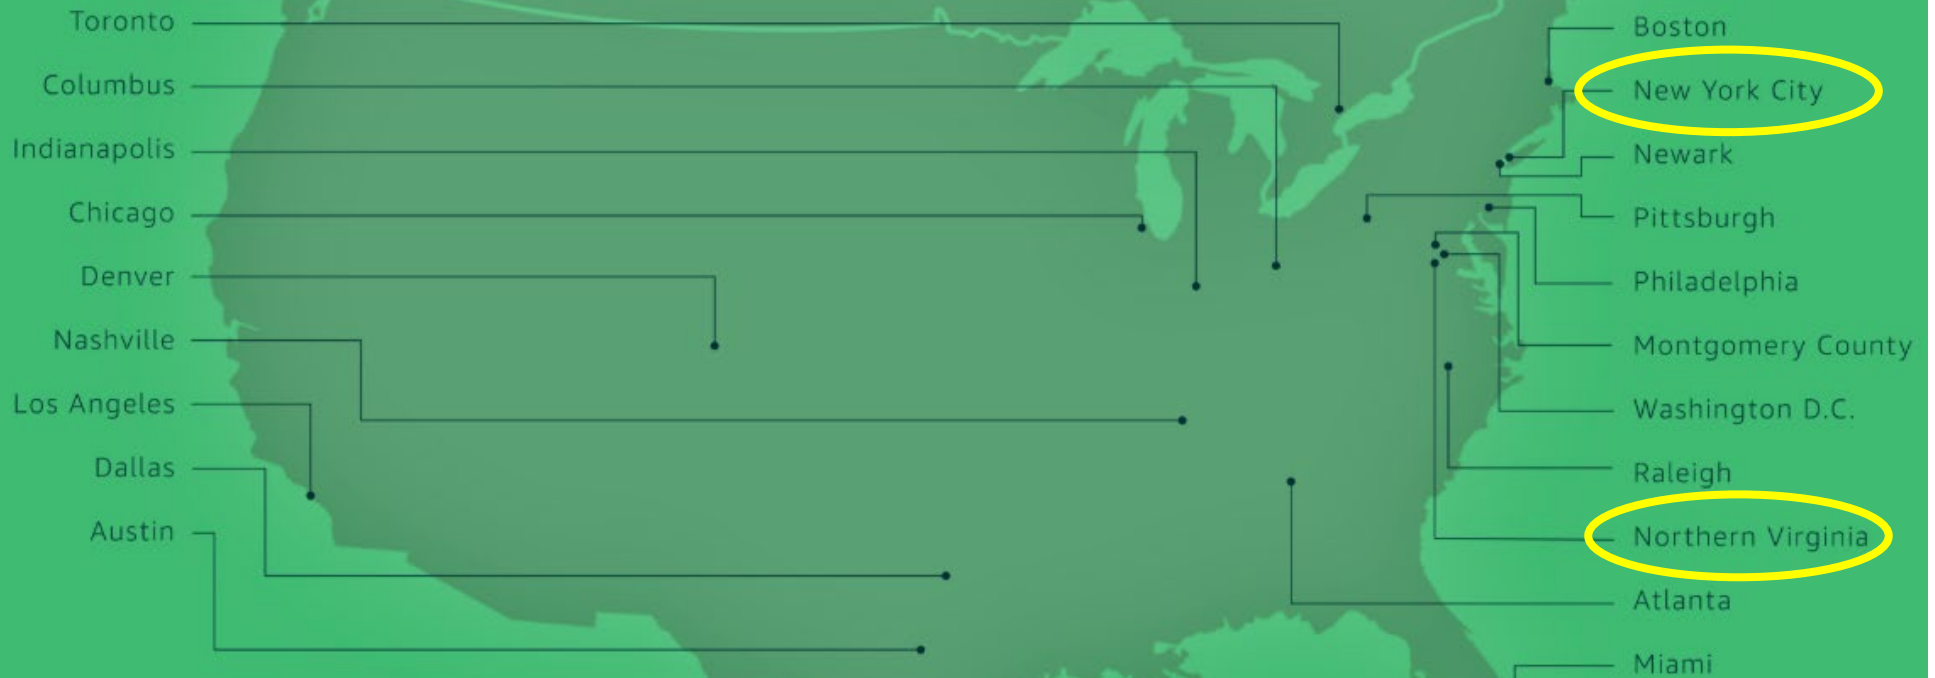 Toronto
Columbus
Indianapolis
Chicago
Denver
Nashville
Los Angeles
Dallas
Austin
Boston
New York City
Newark
Pittsburgh
Philadelphia
Montgomery County
Washington D.C.
Raleigh
Northern Virginia
Atlanta
Miami